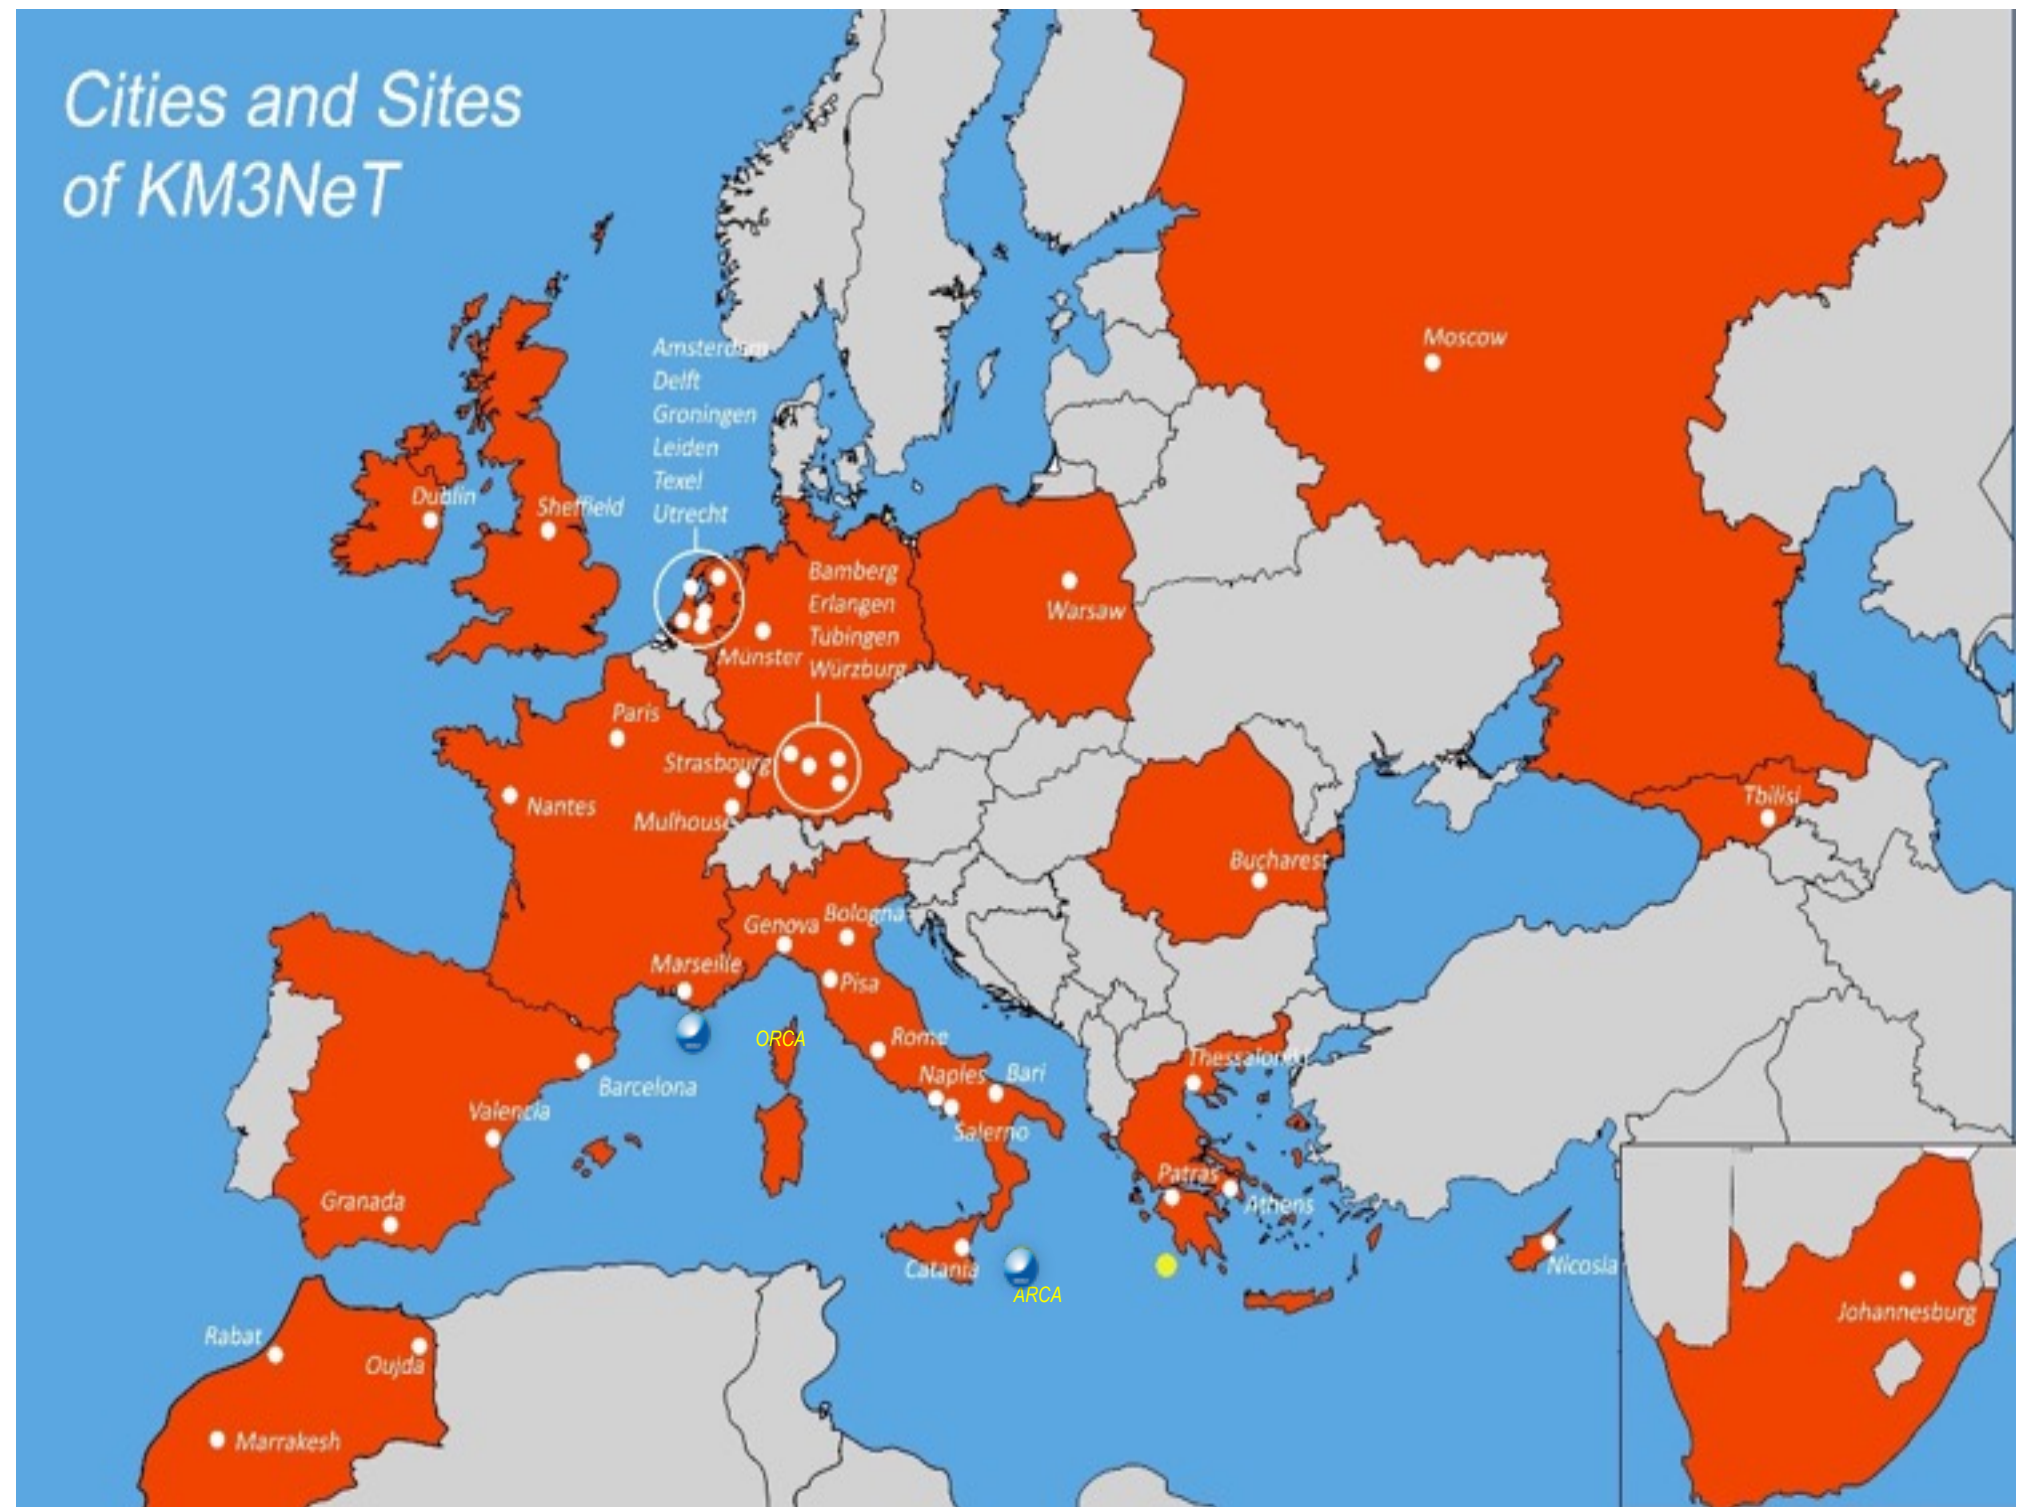 Cities and Sites
of KM3NeT
Moscow
Amsterdam
Delft
Groningen
Leiden
Texel
Utrecht
Dublin
Sheffield
Bamberg
Erlangen
Tübingen
Würzburg
Warsaw
Münster
Paris
Strasbourg
Nantes
Mulhouse
Tbilisi
Bucharest
Genova
Bologna
Marseille
Pisa
ORCA
Rome
Thessaloniki
Naples
Bari
Barcelona
Valencia
Salerno
Patras
Athens
Granada
Catania
ARCA
Nicosia
Johannesburg
Rabat
Oujda
Marrakesh